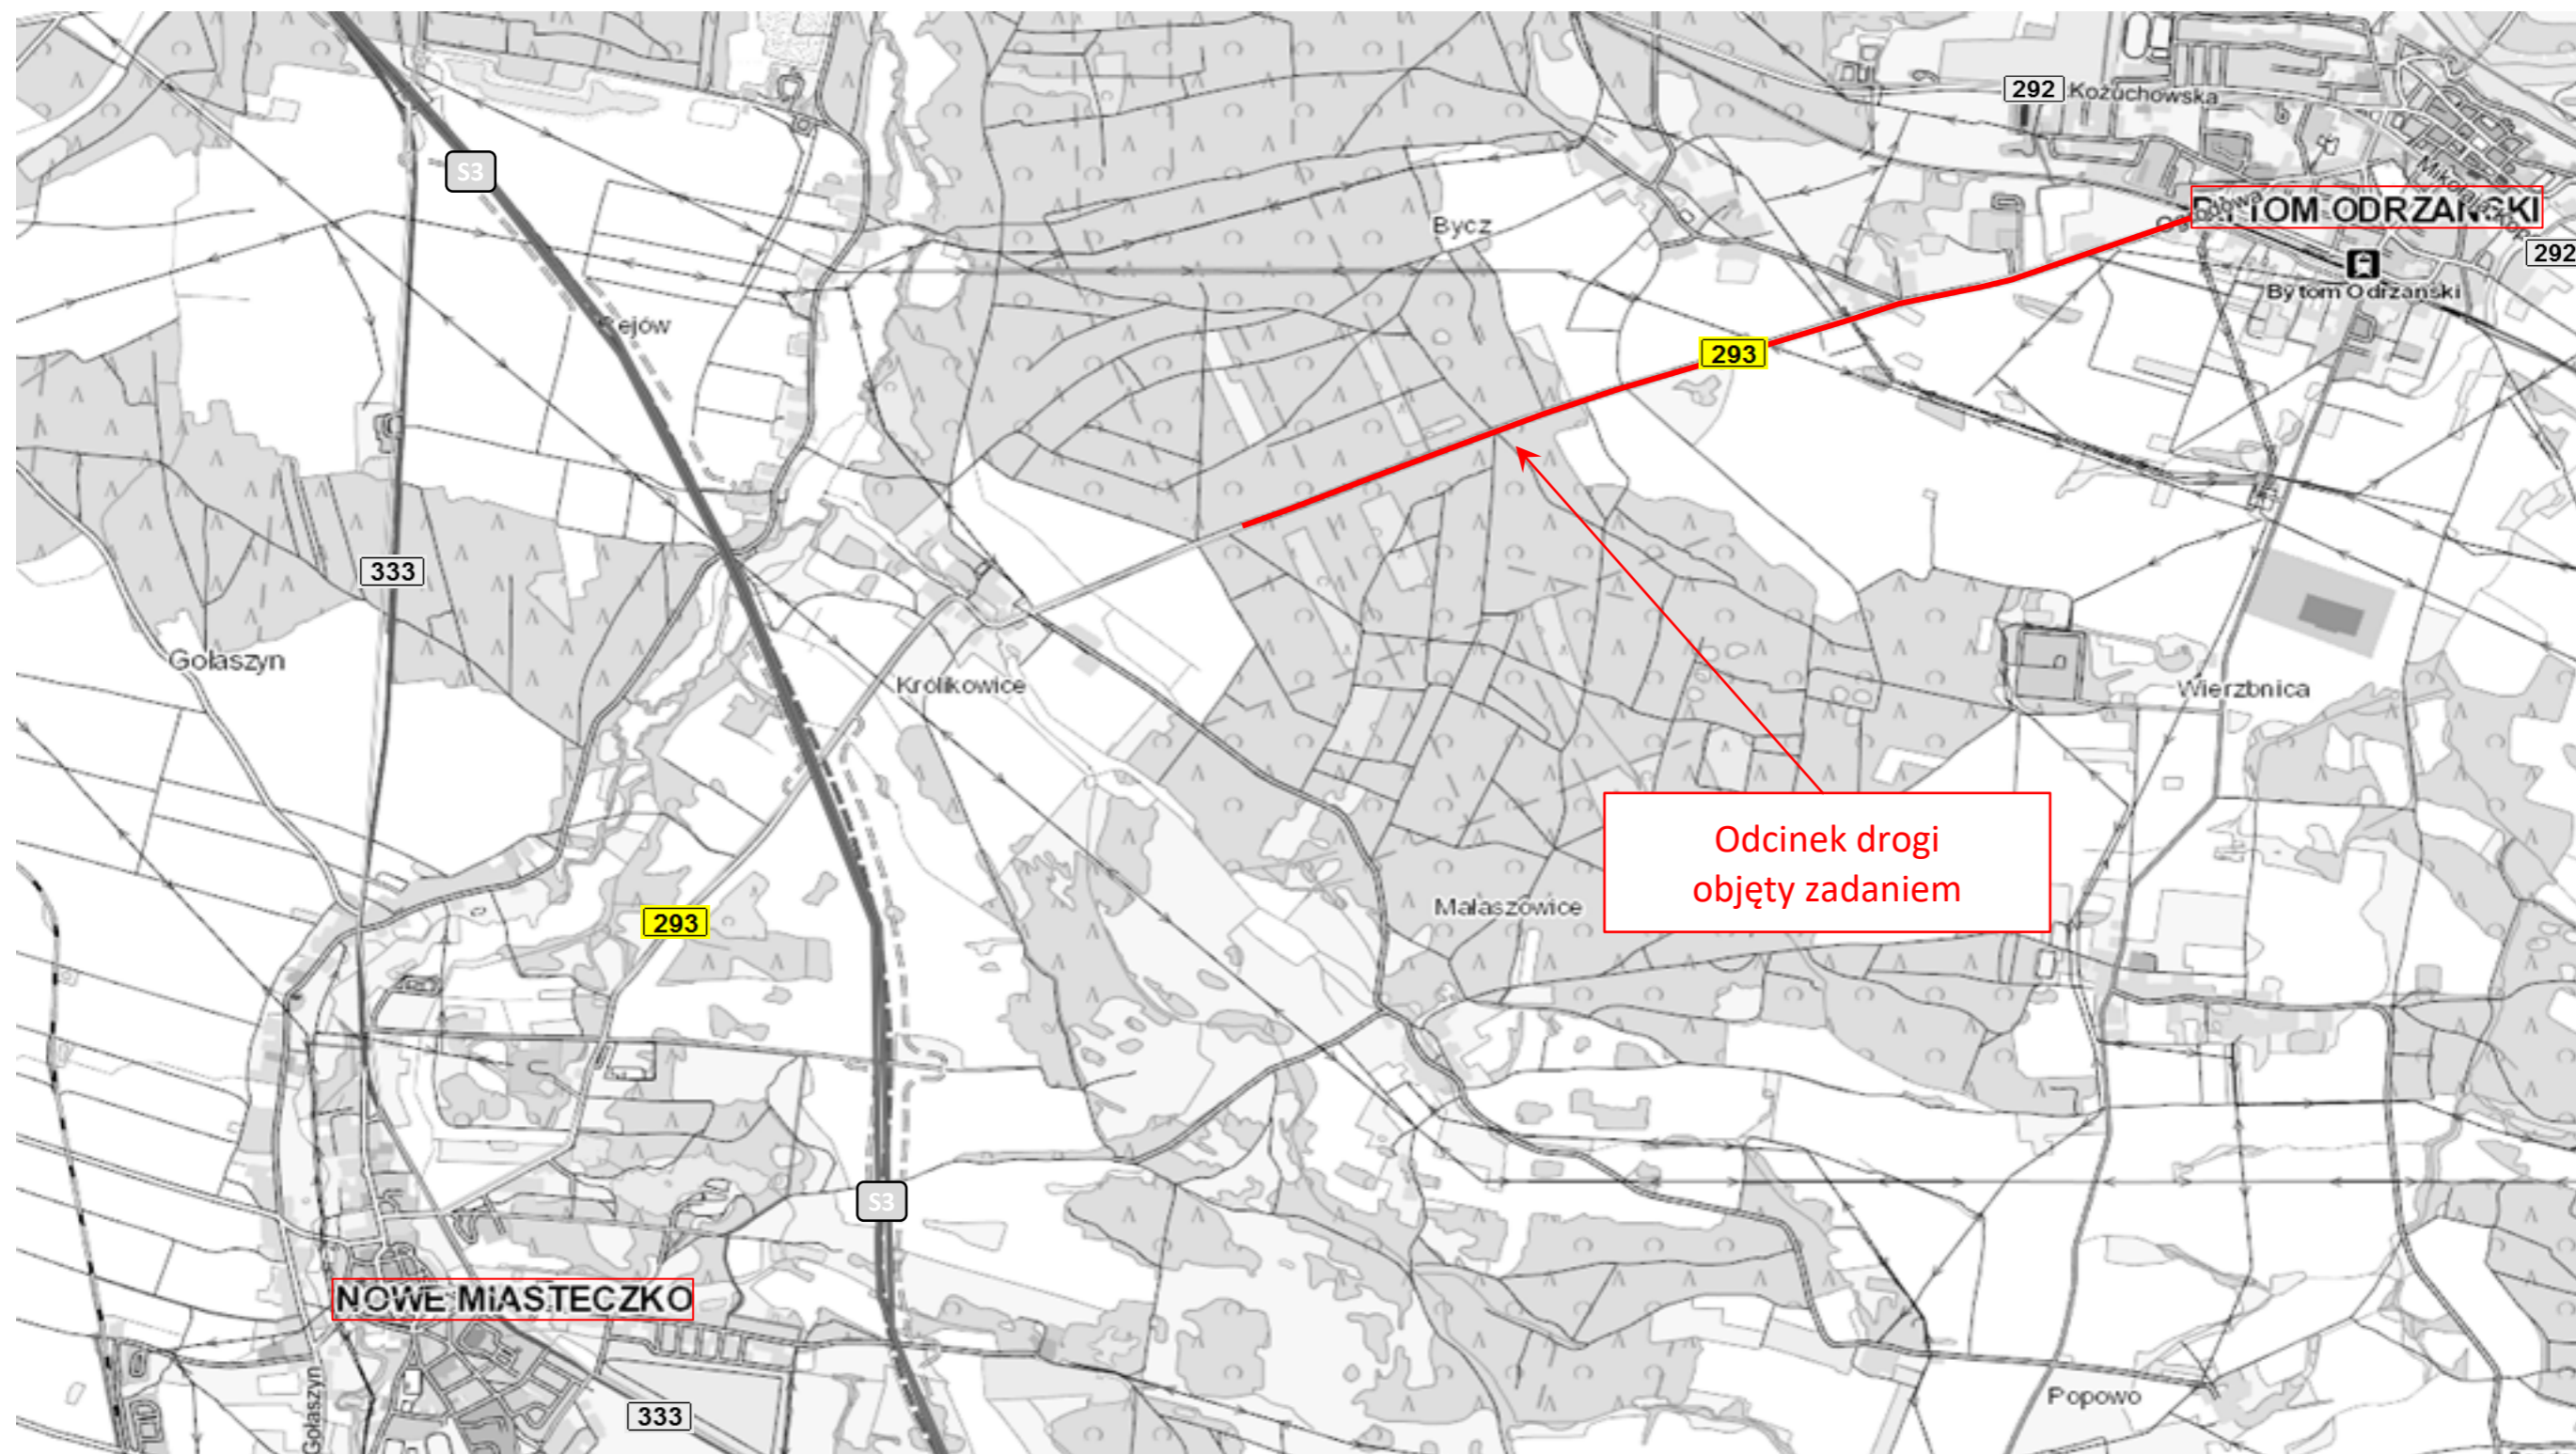 292
Kożuchowska
S3
BYTOM ODRZAŃSKI
Bycz
292
Bytom Odrzański
Rejów
293
333
Gołaszyn
Królikowice
Wierzbnica
Odcinek drogi
objęty zadaniem
Małaszowice
293
S3
NOWE MIASTECZKO
Gołaszyn
333
Popowo